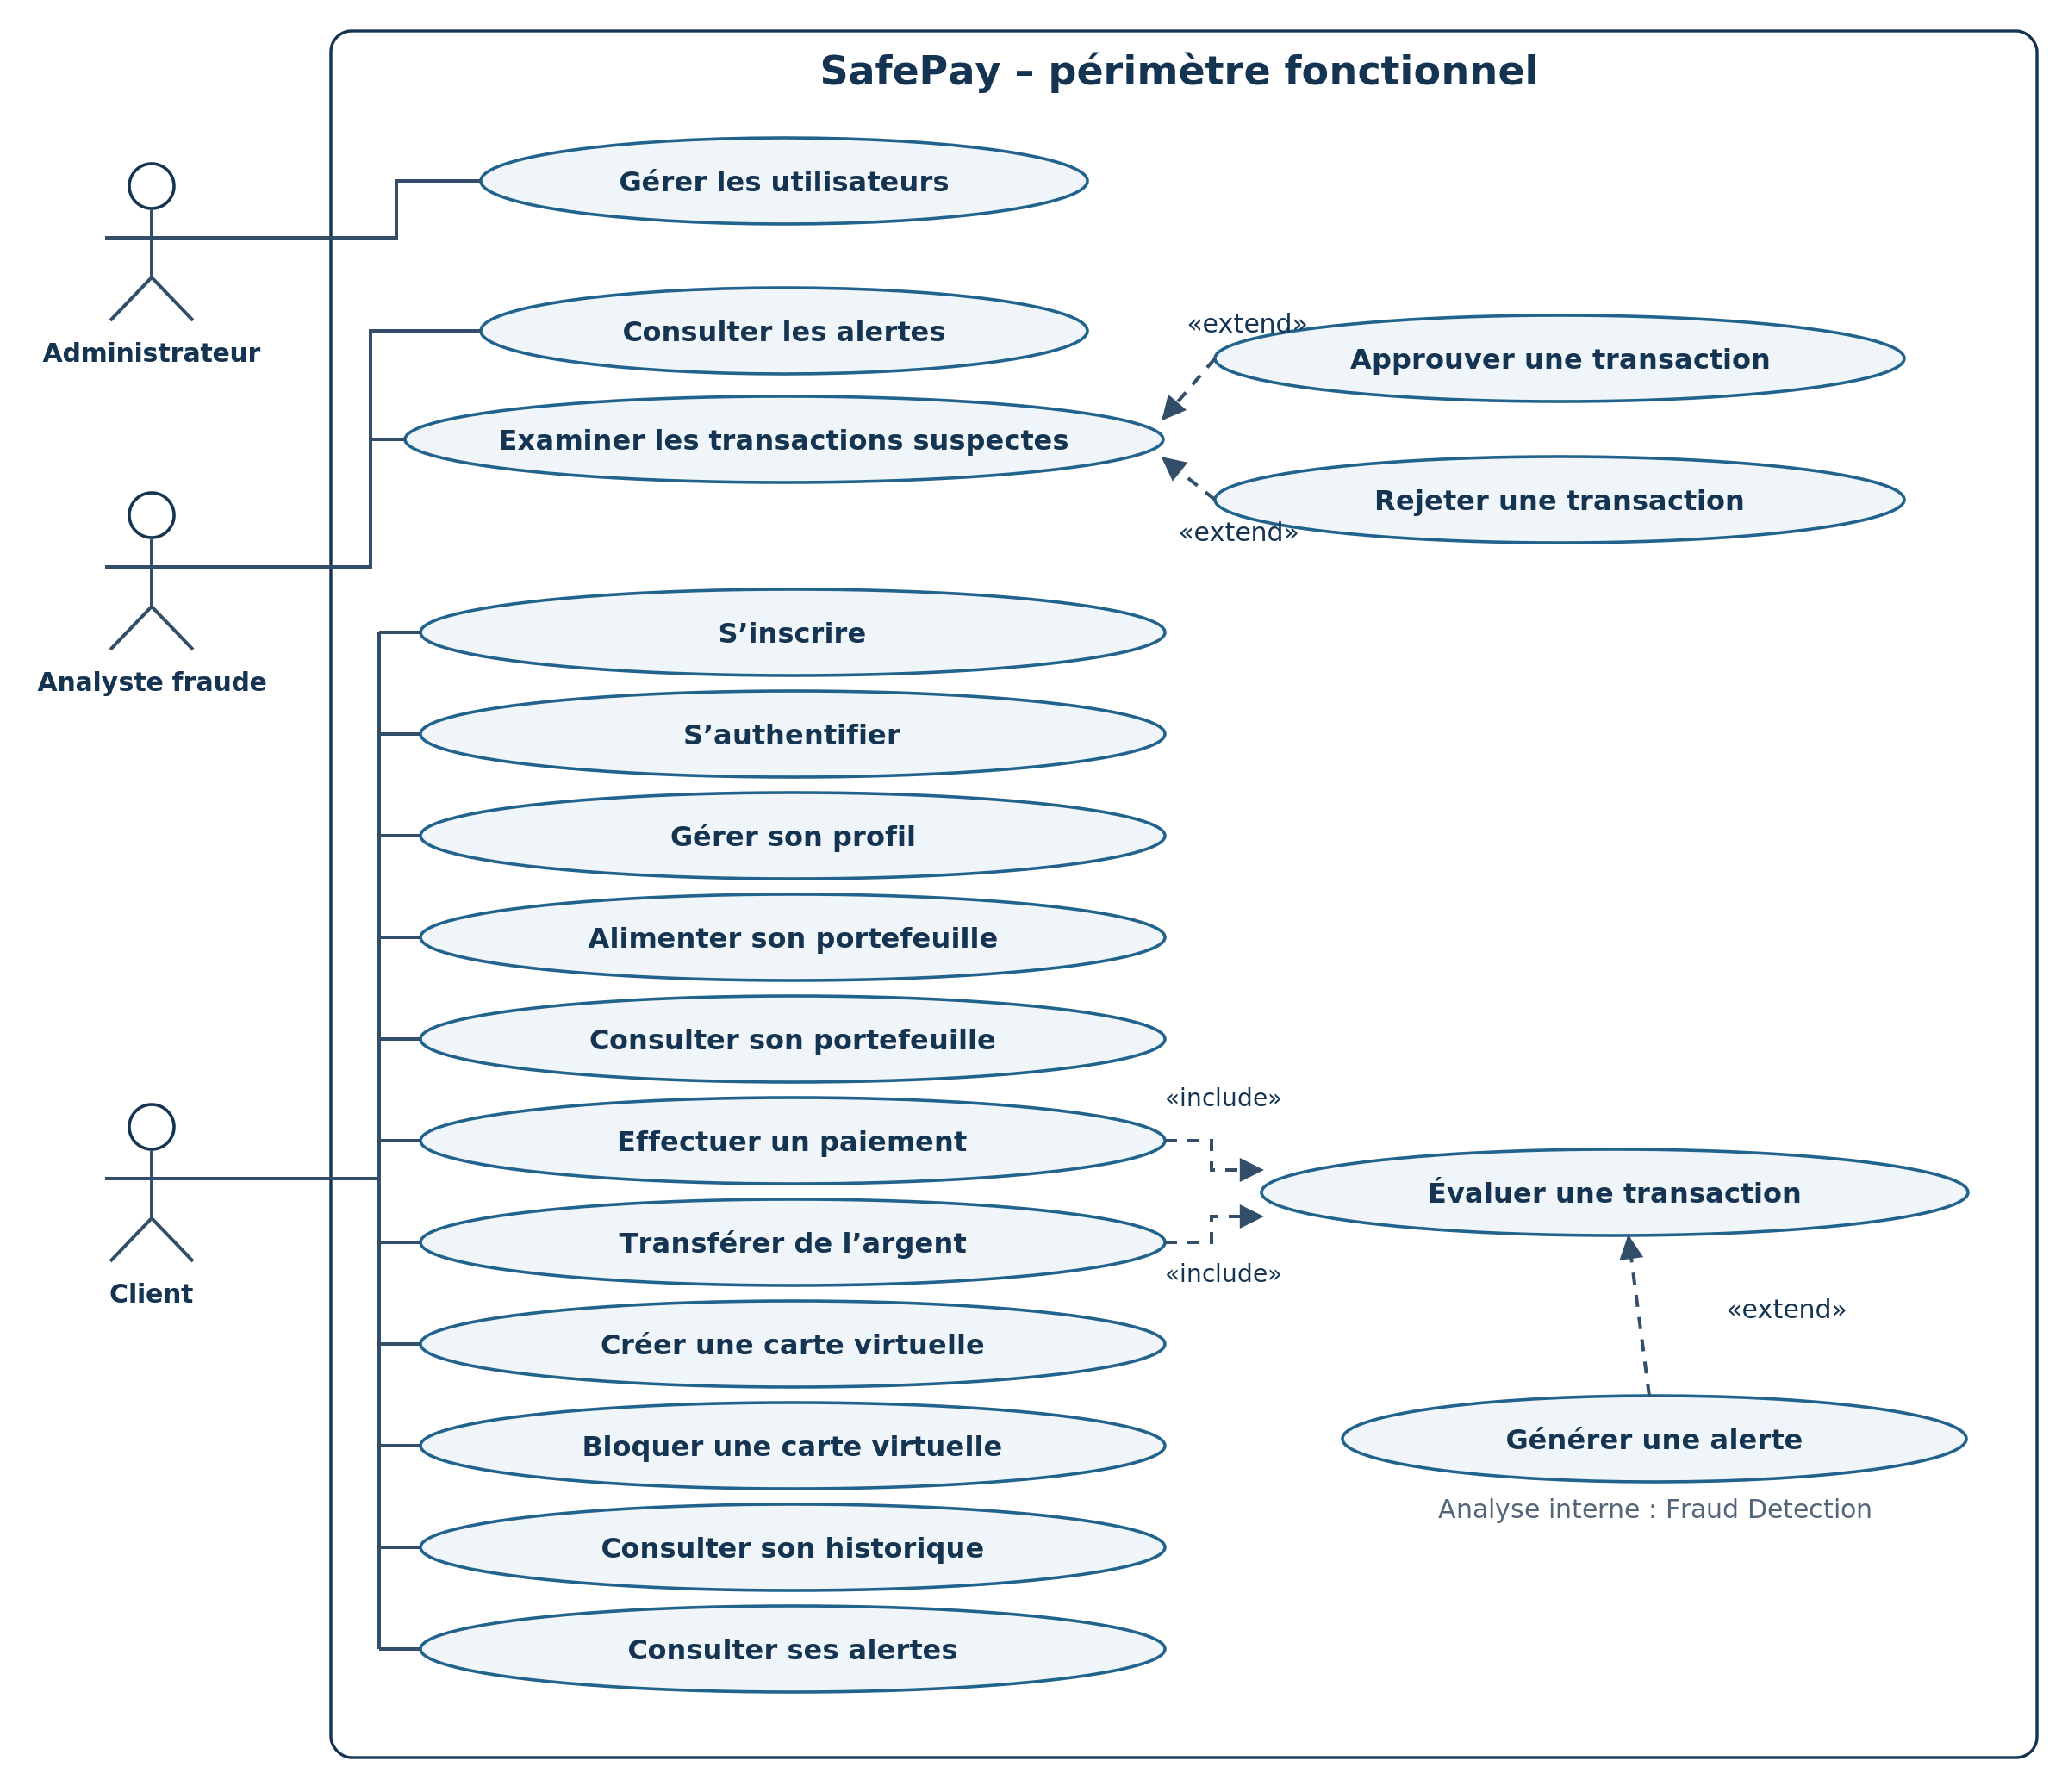 SafePay – périmètre fonctionnel
Gérer les utilisateurs
Administrateur
Consulter les alertes
«extend»
Approuver une transaction
Examiner les transactions suspectes
Rejeter une transaction
«extend»
Analyste fraude
S’inscrire
S’authentifier
Gérer son profil
Alimenter son portefeuille
Consulter son portefeuille
«include»
Effectuer un paiement
Évaluer une transaction
Transférer de l’argent
«include»
Client
«extend»
Créer une carte virtuelle
Bloquer une carte virtuelle
Générer une alerte
Analyse interne : Fraud Detection
Consulter son historique
Consulter ses alertes